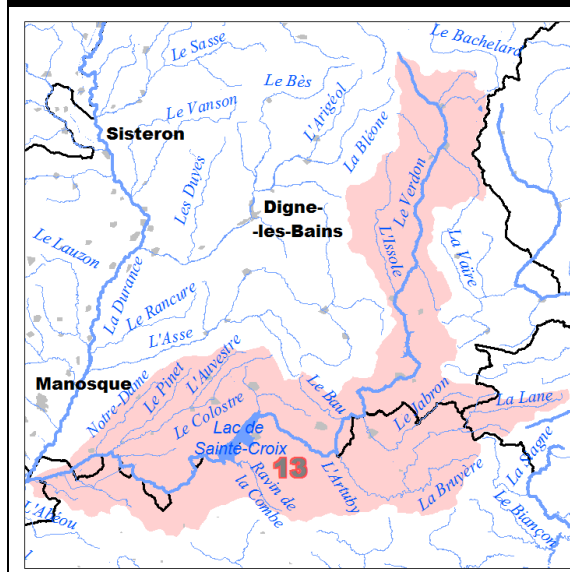 Le Sasse
Le Bachelard
Le Bès
Le Vanson
L'Arigéol
Sisteron
La Bléone
Les Duyes
Le Verdon
Digne-
-les-Bains
L'Issole
La Vaïre
Le Lauzon
La Durance
Le Rancure
L'Asse
Manosque
Notre-Dame
Le Pinet
L'Auvestre
Le Colostre
Le Bau
Le Jabron
La Lane
Lac de
Sainte-Croix
13
Ravin de
la Combe
L'Artuby
La Bruyère
La Siagne
Le Biançon